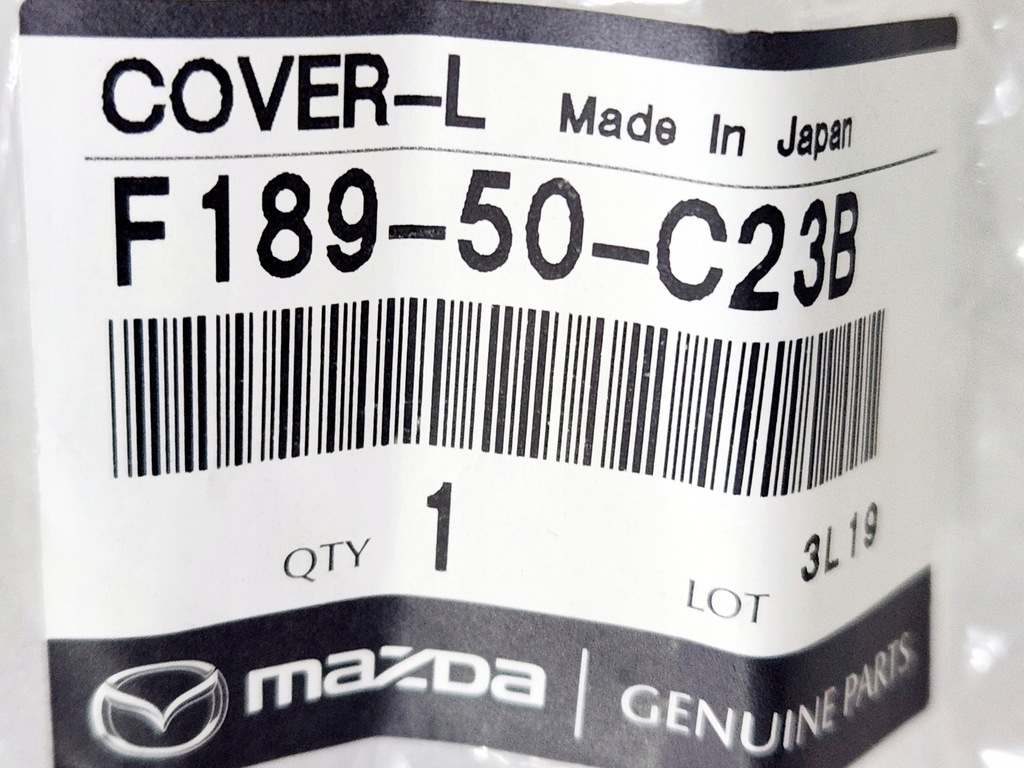 COVER-L Made In Japan
F189-50-C23B
QTY 1 LOT 3L19
mazda | GENUINE PARTS